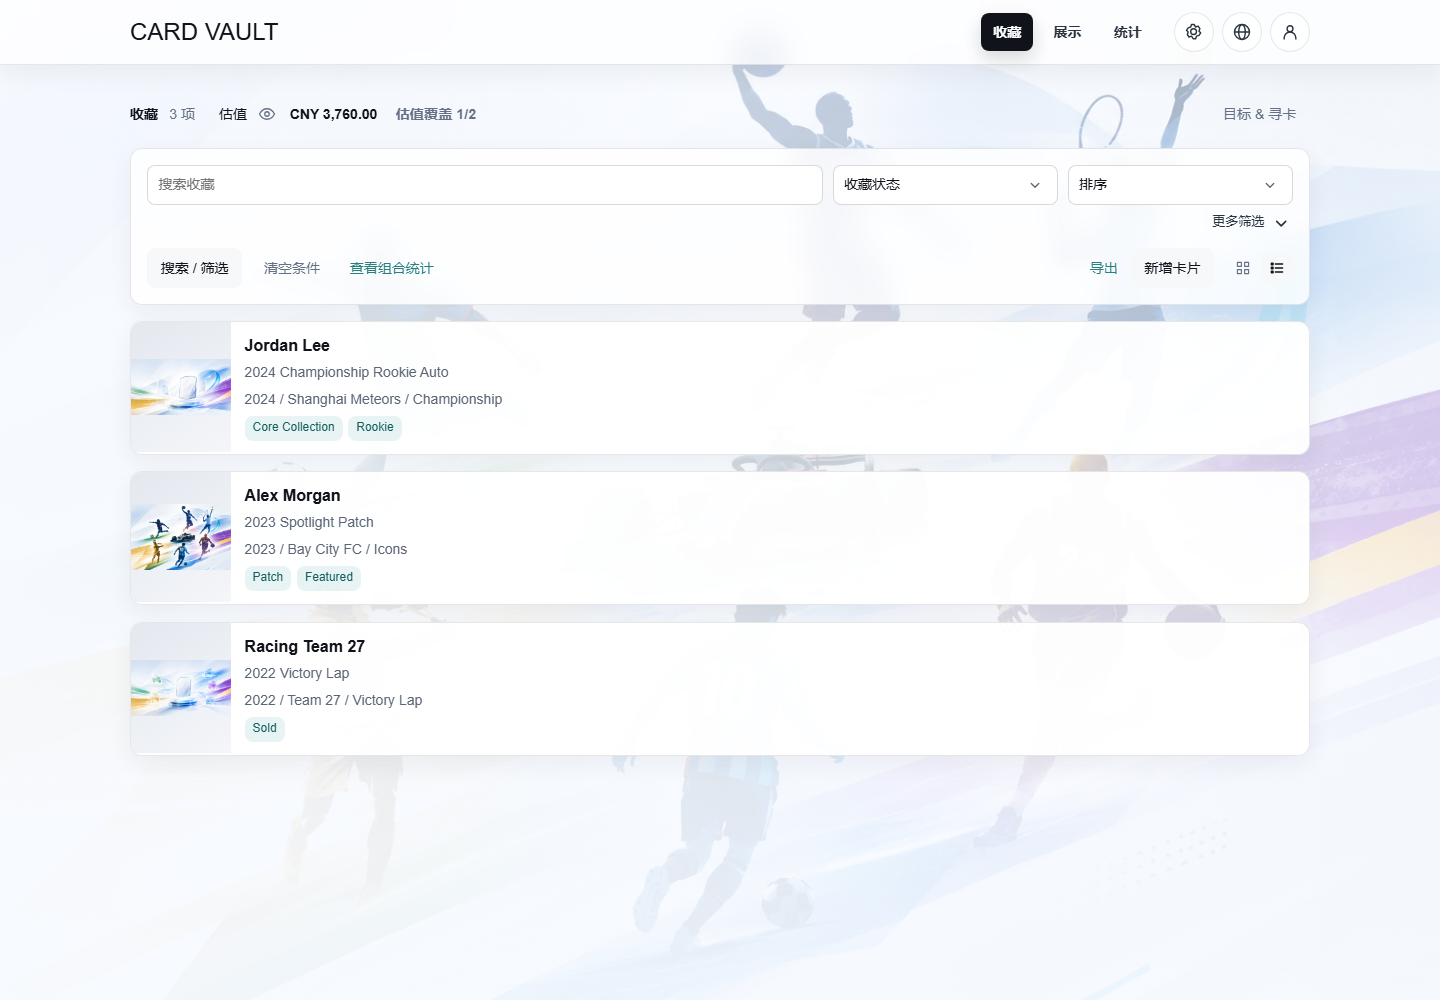 CARD VAULT
收藏 展示 统计
收藏 3 项 估值 CNY 3,760.00 估值覆盖 1/2 目标 & 寻卡
搜索收藏 收藏状态 排序
更多筛选
搜索 / 筛选 清空条件 查看组合统计 导出 新增卡片
Jordan Lee
2024 Championship Rookie Auto
2024 / Shanghai Meteors / Championship
Core Collection Rookie
Alex Morgan
2023 Spotlight Patch
2023 / Bay City FC / Icons
Patch Featured
Racing Team 27
2022 Victory Lap
2022 / Team 27 / Victory Lap
Sold